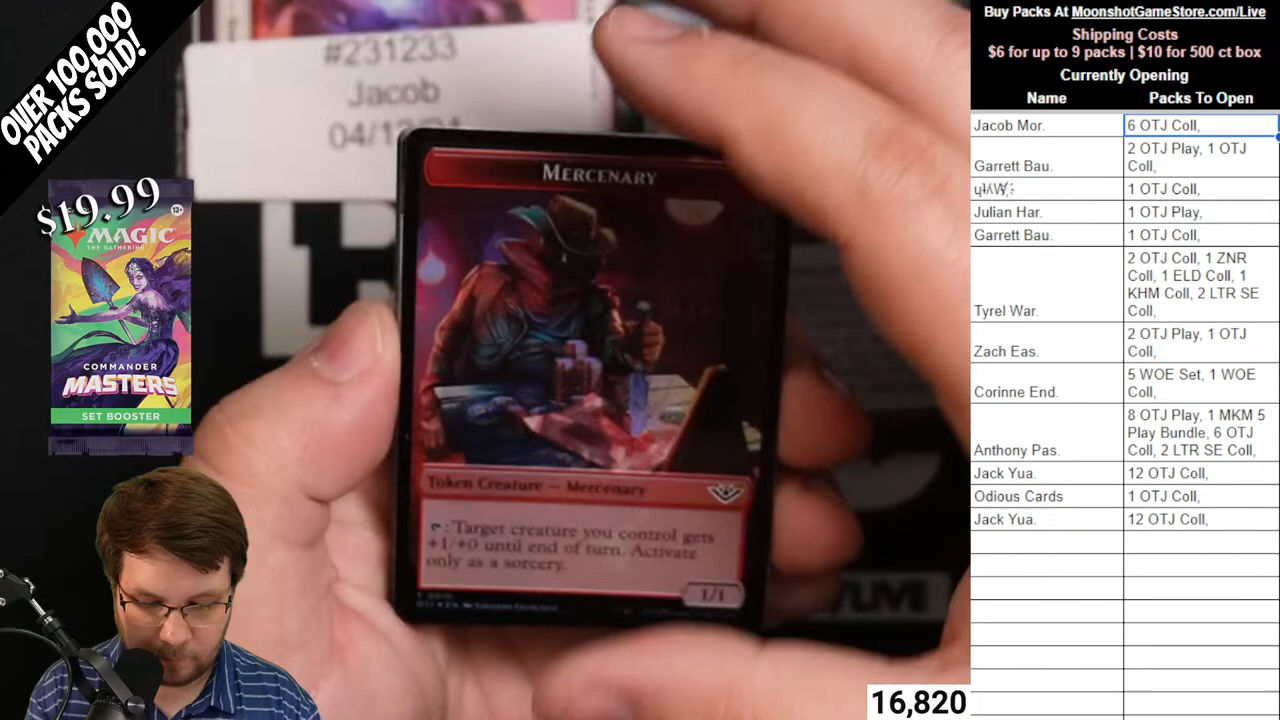 OVER 100,000
PACKS SOLD!
$19.99
13+
MAGIC
THE GATHERING
COMMANDER
MASTERS
SET BOOSTER
#231233
Jacob
MERCENARY
Token Creature — Mercenary
: Target creature you control gets
+1/+0 until end of turn. Activate
only as a sorcery.
1/1
16,820
Buy Packs At MoonshotGameStore.com/Live
Shipping Costs
$6 for up to 9 packs | $10 for 500 ct box
Currently Opening
Name Packs To Open
Jacob Mor. 6 OTJ Coll,
Garrett Bau. 2 OTJ Play, 1 OTJ
Coll,
1 OTJ Coll,
Julian Har. 1 OTJ Play,
Garrett Bau. 1 OTJ Coll,
Tyrel War. 2 OTJ Coll, 1 ZNR
Coll, 1 ELD Coll, 1
KHM Coll, 2 LTR SE
Coll,
Zach Eas. 2 OTJ Play, 1 OTJ
Coll,
Corinne End. 5 WOE Set, 1 WOE
Coll,
Anthony Pas. 8 OTJ Play, 1 MKM 5
Play Bundle, 6 OTJ
Coll, 2 LTR SE Coll,
Jack Yua. 12 OTJ Coll,
Odious Cards 1 OTJ Coll,
Jack Yua. 12 OTJ Coll,